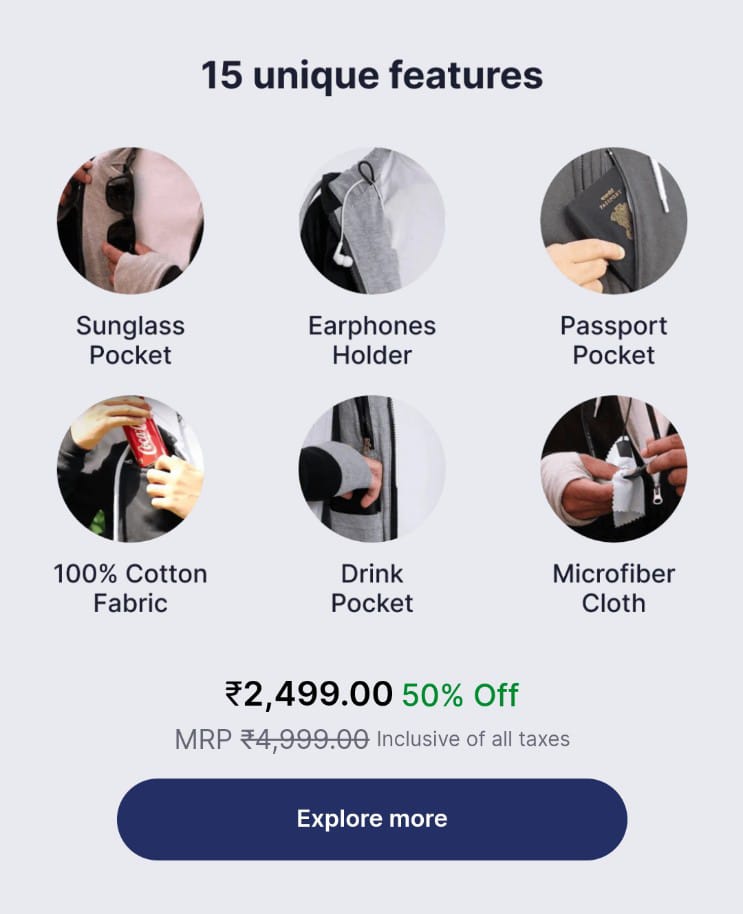 15 unique features
Sunglass
Pocket
Earphones
Holder
Passport
Pocket
100% Cotton
Fabric
Drink
Pocket
Microfiber
Cloth
₹2,499.00 50% Off
MRP ₹4,999.00 Inclusive of all taxes
Explore more